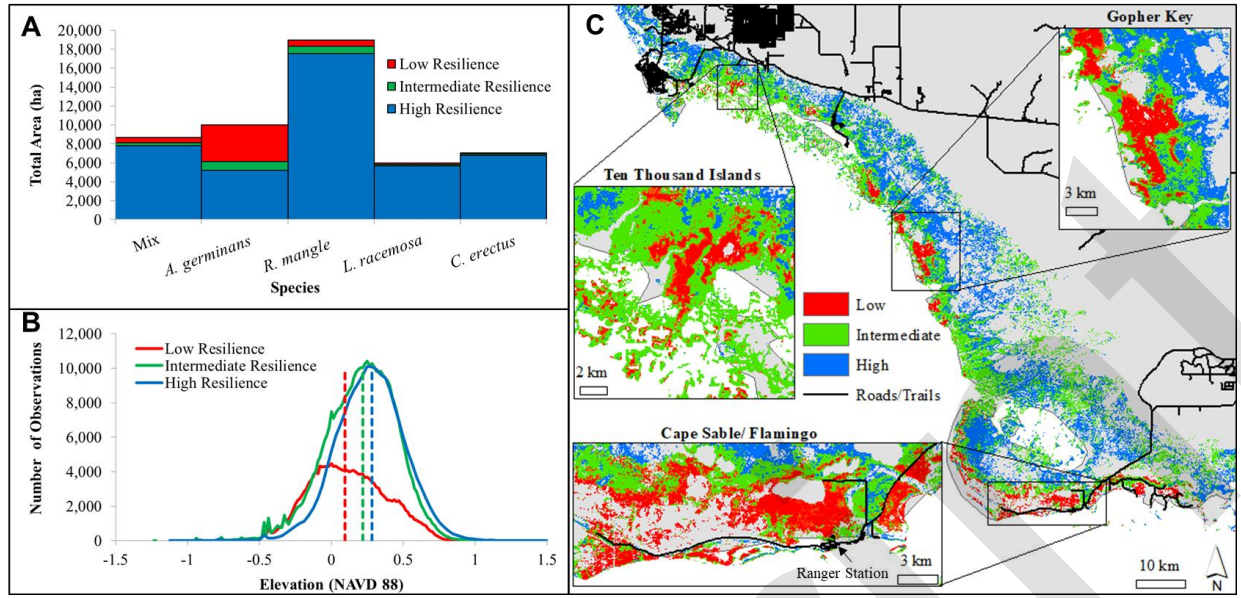 A
20,000
18,000
16,000
14,000
12,000
10,000
8,000
6,000
4,000
2,000
0
Total Area (ha)
Low Resilience
Intermediate Resilience
High Resilience
Mix
A. germinans
R. mangle
L. racemosa
C. erectus
Species
B
12,000
10,000
8,000
6,000
4,000
2,000
0
Number of Observations
Low Resilience
Intermediate Resilience
High Resilience
-1.5
-1
-0.5
0
0.5
1
1.5
Elevation (NAVD 88)
C
Gopher Key
3 km
Ten Thousand Islands
2 km
Low
Intermediate
High
Roads/Trails
Cape Sable/ Flamingo
Ranger Station
3 km
10 km
N